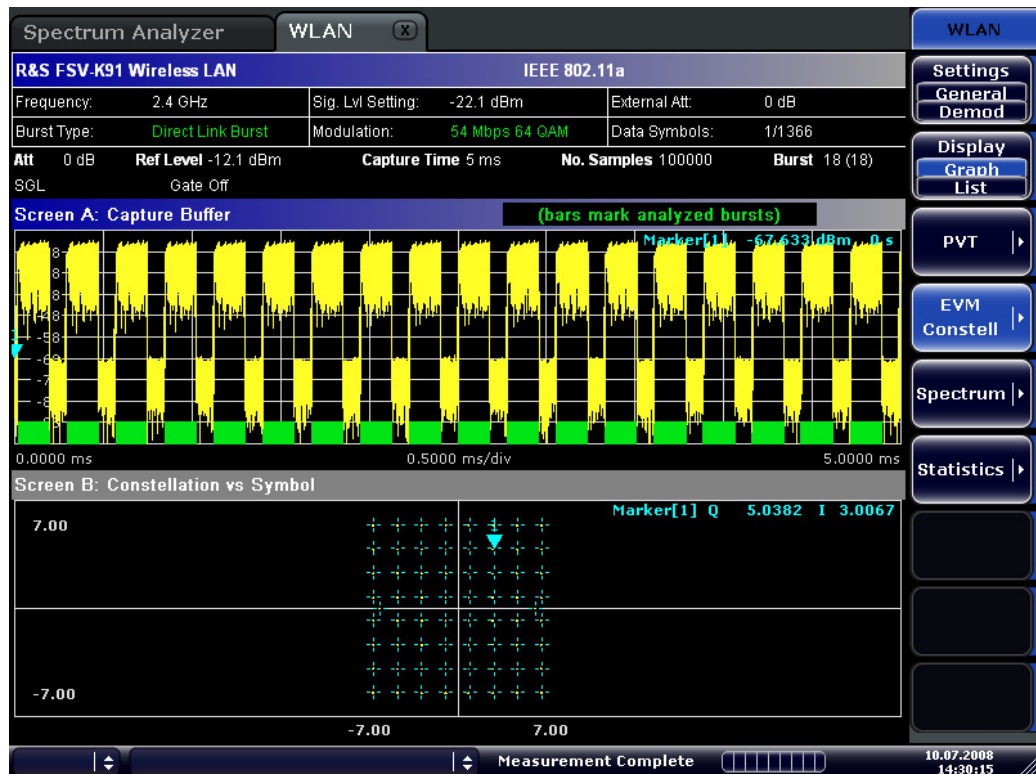 Spectrum Analyzer WLAN X
WLAN
R&S FSV-K91 Wireless LAN IEEE 802.11a
Frequency: 2.4 GHz Sig. Lvl Setting: -22.1 dBm External Att: 0 dB
Burst Type: Direct Link Burst Modulation: 54 Mbps 64 QAM Data Symbols: 1/1366
Att 0 dB Ref Level -12.1 dBm Capture Time 5 ms No. Samples 100000 Burst 18 (18)
SGL Gate Off
Screen A: Capture Buffer (bars mark analyzed bursts)
Marker[1] -67.633 dBm 0 s
-48
-58
1
0.0000 ms 0.5000 ms/div 5.0000 ms
Screen B: Constellation vs Symbol
Marker[1] Q 5.0382 I 3.0067
7.00
1
-7.00
-7.00 7.00
Settings
General
Demod
Display
Graph
List
PVT
EVM
Constell
Spectrum
Statistics
Measurement Complete
10.07.2008
14:30:15